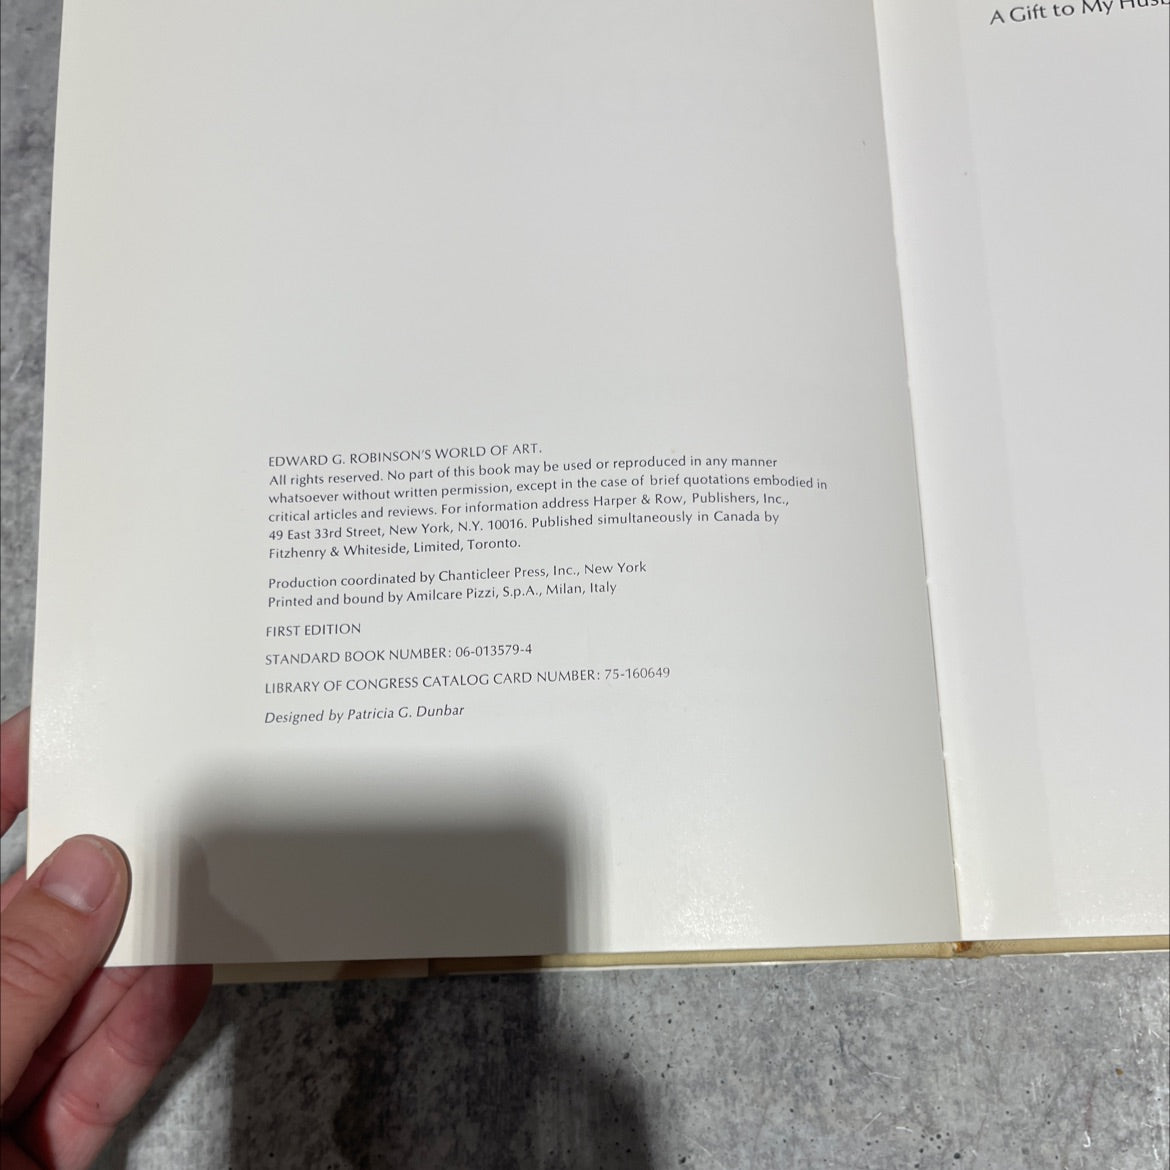 A Gift to My
EDWARD G. ROBINSON'S WORLD OF ART.
All rights reserved. No part of this book may be used or reproduced in any manner
whatsoever without written permission, except in the case of brief quotations embodied in
critical articles and reviews. For information address Harper & Row, Publishers, Inc.,
49 East 33rd Street, New York, N.Y. 10016. Published simultaneously in Canada by
Fitzhenry & Whiteside, Limited, Toronto.
Production coordinated by Chanticleer Press, Inc., New York
Printed and bound by Amilcare Pizzi, S.p.A., Milan, Italy
FIRST EDITION
STANDARD BOOK NUMBER: 06-013579-4
LIBRARY OF CONGRESS CATALOG CARD NUMBER: 75-160649
Designed by Patricia G. Dunbar